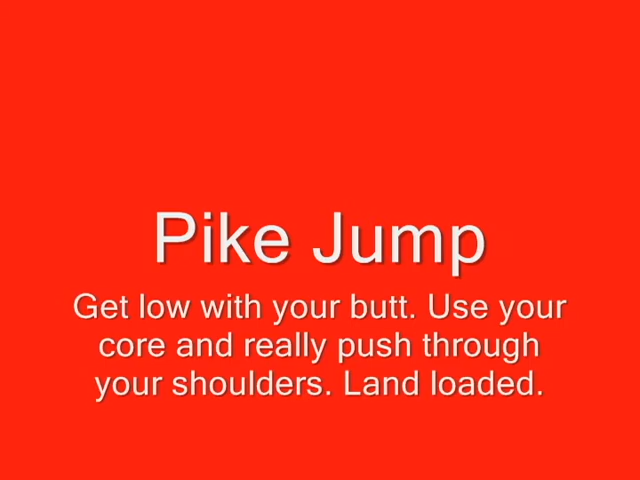 Pike Jump
Get low with your butt. Use your
core and really push through
your shoulders. Land loaded.